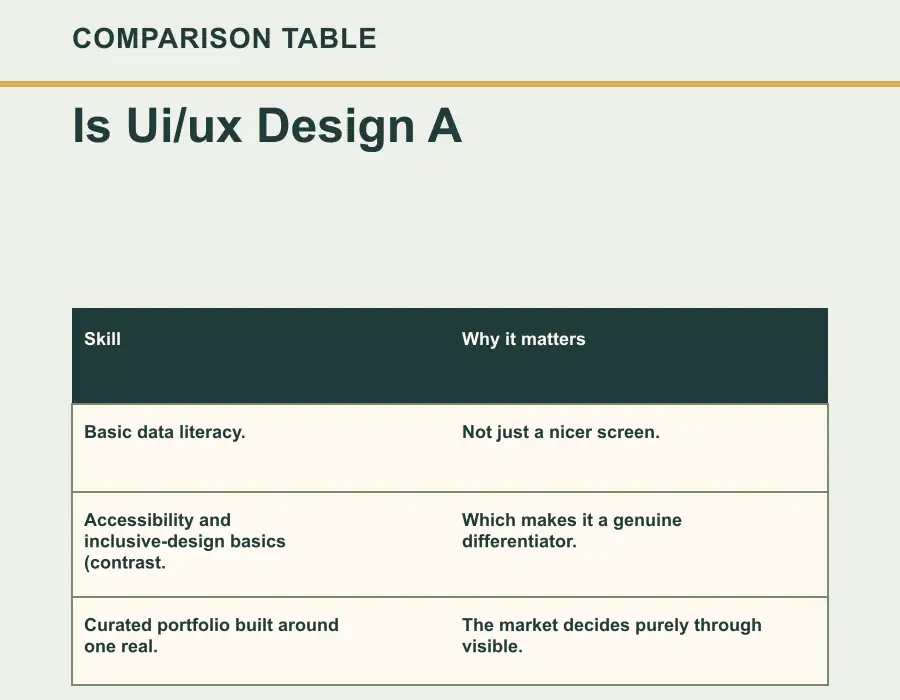 COMPARISON TABLE
Is Ui/ux Design A
Skill
Why it matters
Basic data literacy.
Not just a nicer screen.
Accessibility and
inclusive-design basics
(contrast.
Which makes it a genuine
differentiator.
Curated portfolio built around
one real.
The market decides purely through
visible.